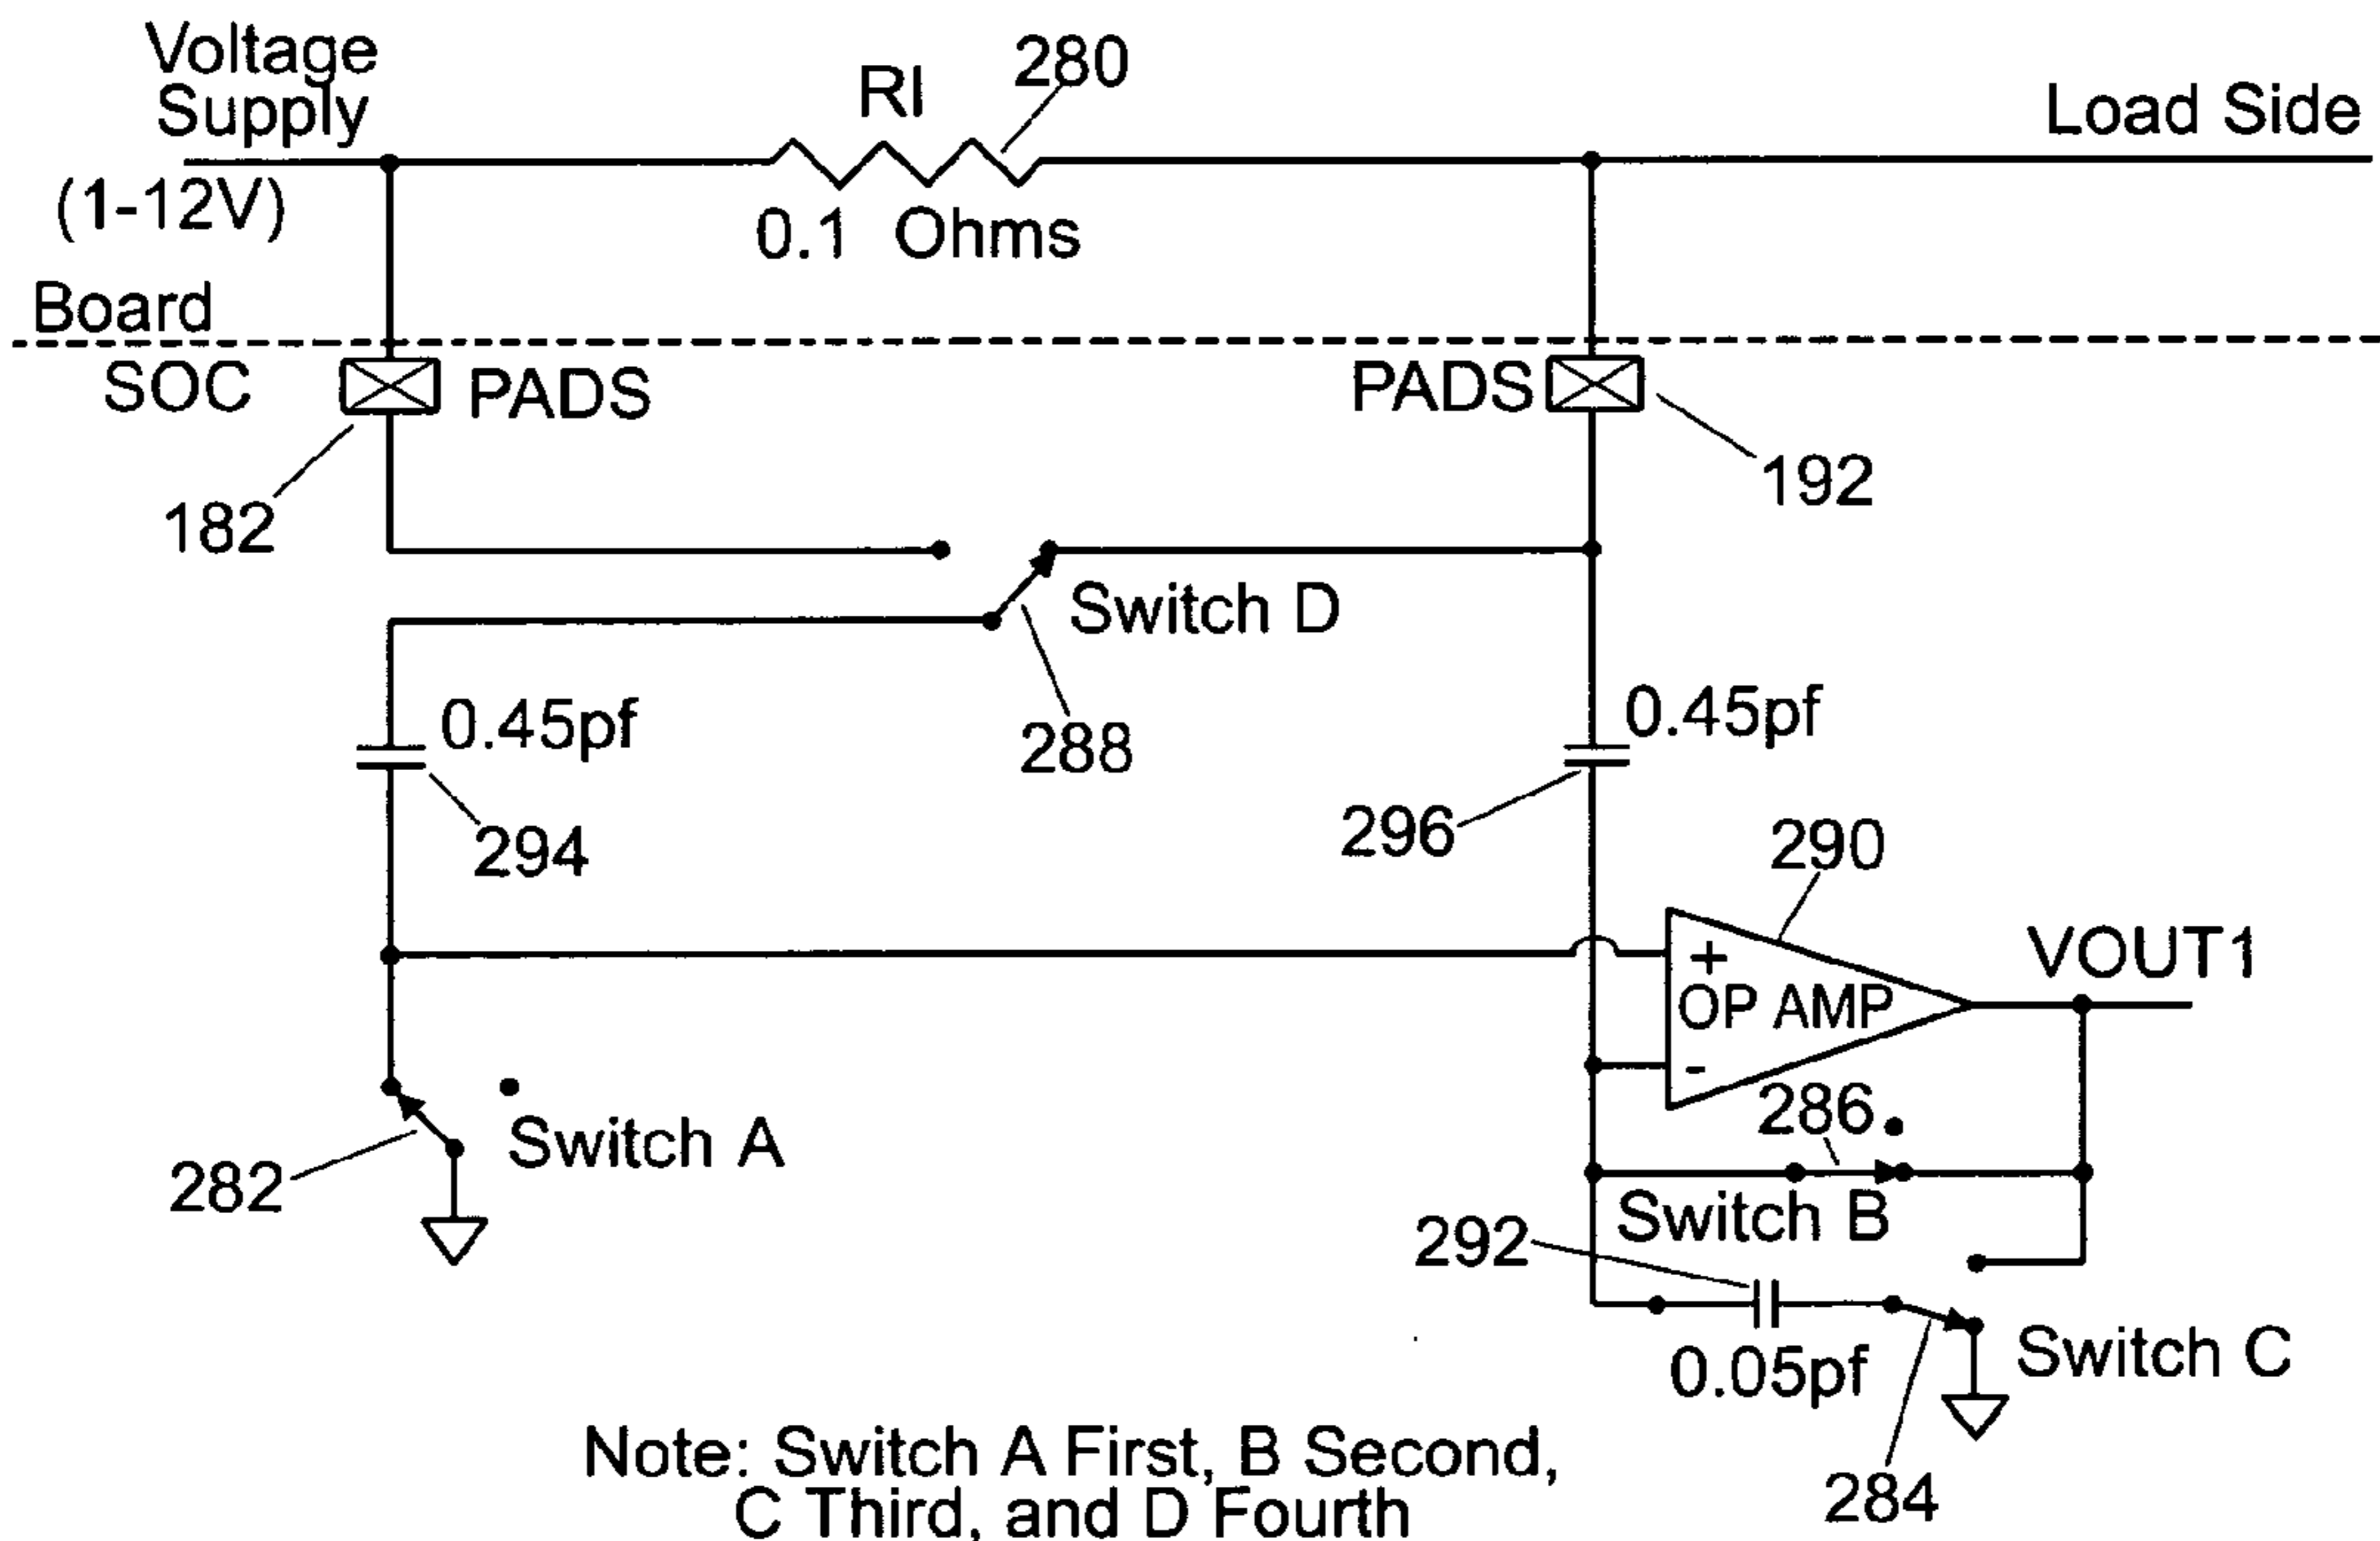 Voltage
Supply
(1-12V)
RI
280
0.1 Ohms
Load Side
Board
SOC
PADS
182
PADS
192
Switch D
288
0.45pf
294
0.45pf
296
290
+
OP AMP
-
VOUT1
Switch A
282
286
Switch B
292
0.05pf
Switch C
284
Note: Switch A First, B Second,
C Third, and D Fourth